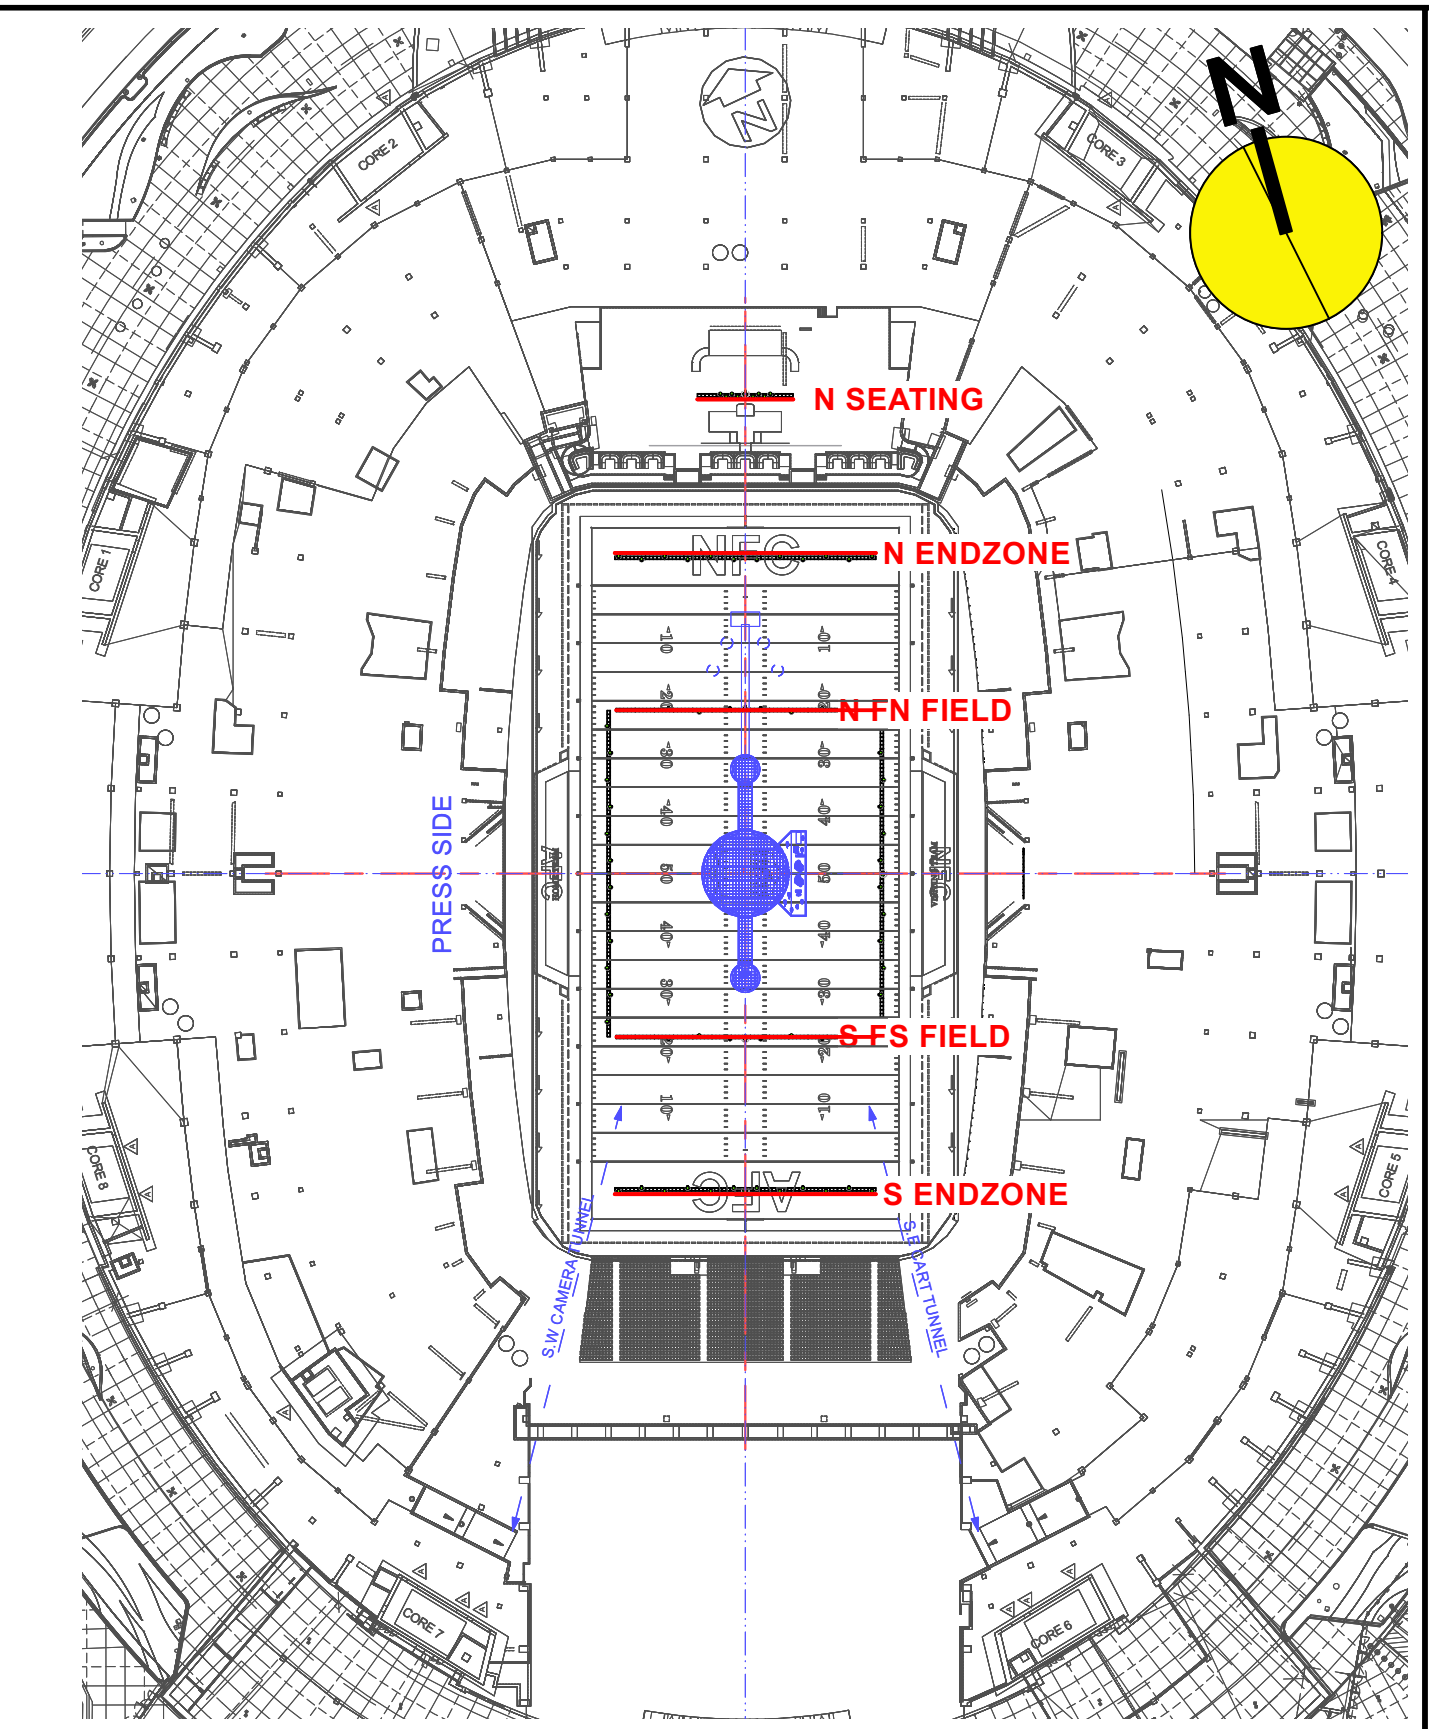 N
N
CORE 2
CORE 3
N SEATING
NFC
N ENDZONE
CORE 1
CORE 4
10
10
20
20
N FN FIELD
30
30
40
40
PRESS SIDE
50
50
AFC
NFC
40
40
30
30
S FS FIELD
20
20
10
10
CORE 8
CORE 5
AFC
S ENDZONE
S.W CAMERA TUNNEL
S.E CART TUNNEL
CORE 7
CORE 6